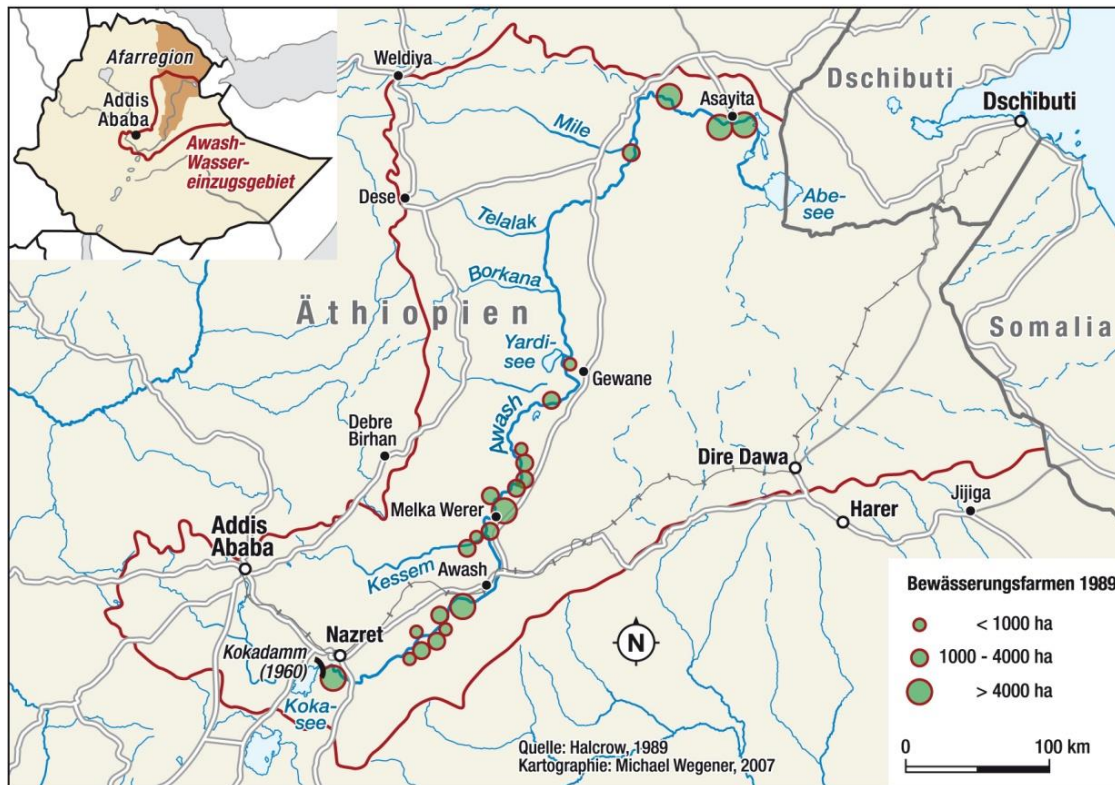 Afarregion
Addis
Ababa
Awash-
Wasser-
einzugsgebiet
Weldiya
Mile
Asayita
Dschibuti
Dschibuti
Dese
Abe-
see
Telalak
Borkana
Äthiopien
Somalia
Yardi-
see
Gewane
Awash
Debre
Birhan
Dire Dawa
Melka Werer
Harer
Jijiga
Addis
Ababa
Kessem
Awash
Nazret
Kokadamm
(1960)
Koka-
see
N
Bewässerungsfarmen 1989
< 1000 ha
1000 - 4000 ha
> 4000 ha
Quelle: Halcrow, 1989
Kartographie: Michael Wegener, 2007
0 100 km